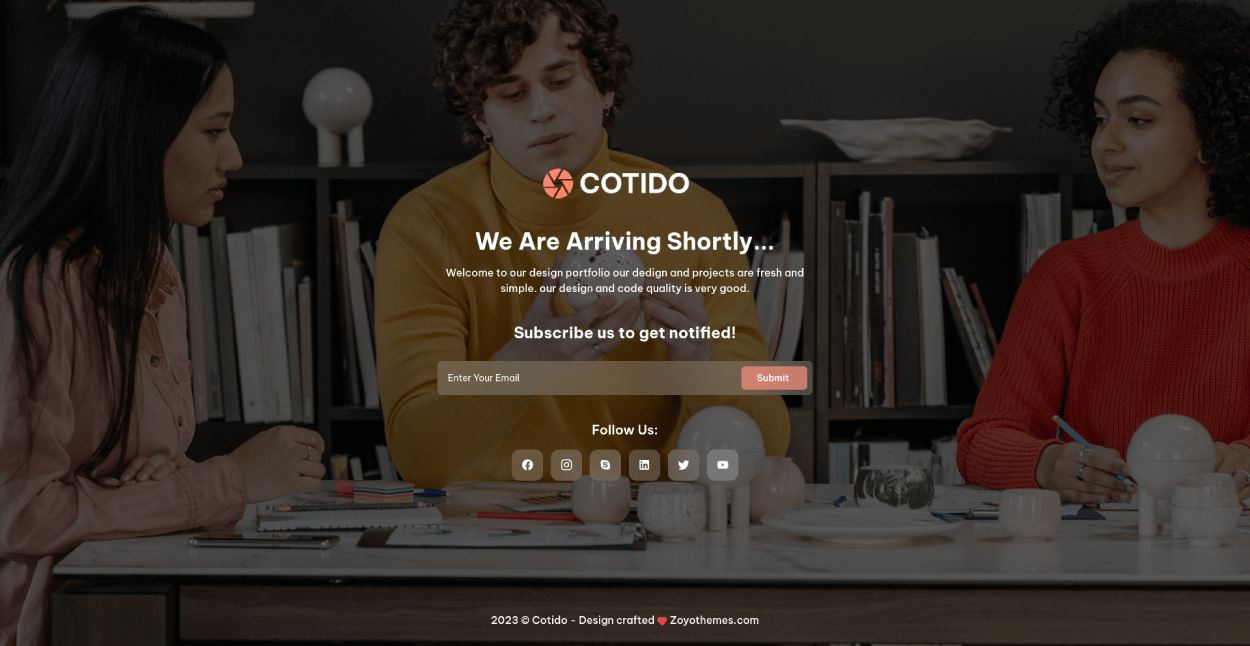 COTIDO
We Are Arriving Shortly...
Welcome to our design portfolio our dedign and projects are fresh and
simple. our design and code quality is very good.
Subscribe us to get notified!
Enter Your Email
Submit
Follow Us:
2023 © Cotido - Design crafted ❤ Zoyothemes.com